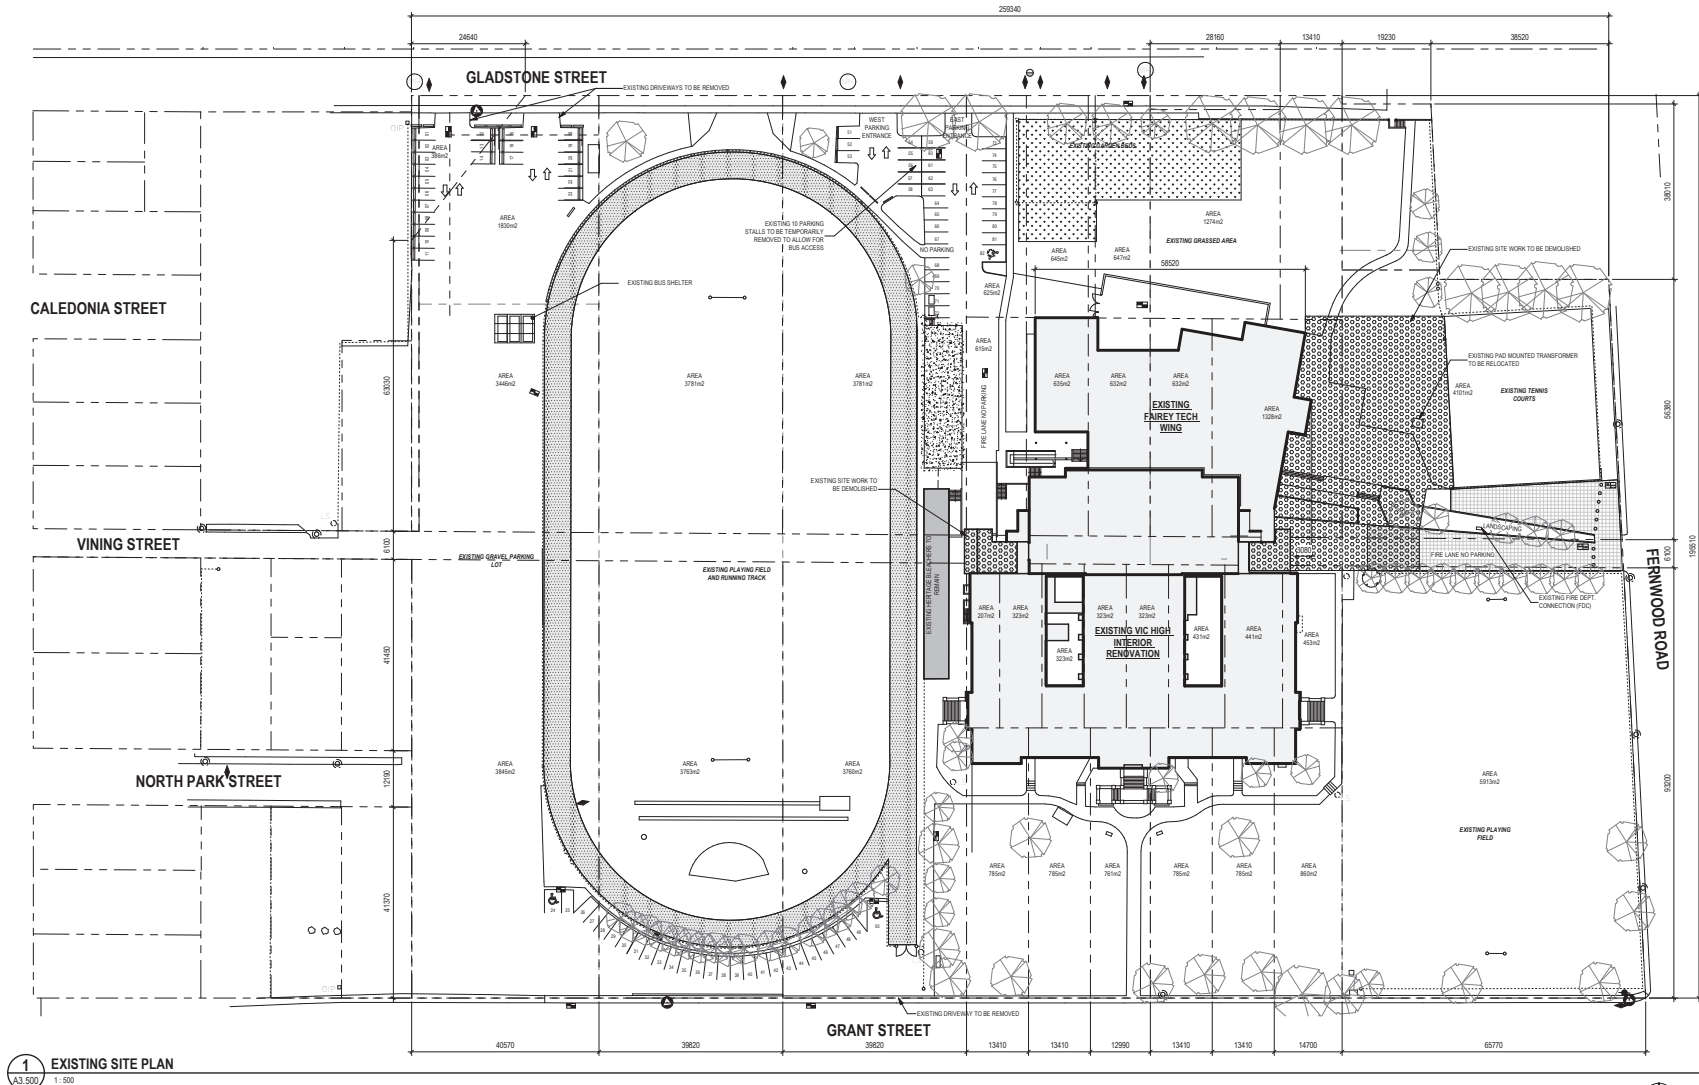 259340
24640
28160
13410
19230
38520
GLADSTONE STREET
EXISTING DRIVEWAYS TO BE REMOVED
OIP
WEST
PARKING
ENTRANCE
EAST
PARKING
ENTRANCE
EXISTING GARDEN BEDS
AREA
386m2
AREA
1830m2
EXISTING 10 PARKING
STALLS TO BE TEMPORARILY
REMOVED TO ALLOW FOR
BUS ACCESS
NO PARKING
AREA
1274m2
EXISTING GRASSED AREA
AREA
645m2
AREA
647m2
58520
EXISTING SITE WORK TO BE DEMOLISHED
38010
EXISTING BUS SHELTER
AREA
625m2
CALEDONIA STREET
AREA
615m2
63030
AREA
3446m2
AREA
3781m2
AREA
3781m2
FIRE LANE NO PARKING
AREA
635m2
AREA
632m2
AREA
632m2
EXISTING
FAIREY TECH
WING
AREA
1328m2
EXISTING PAD MOUNTED TRANSFORMER
TO BE RELOCATED
AREA
4101m2
EXISTING TENNIS
COURTS
56380
EXISTING SITE WORK TO
BE DEMOLISHED
LS
VINING STREET
6100
EXISTING GRAVEL PARKING
LOT
EXISTING PLAYING FIELD
AND RUNNING TRACK
EXISTING HERITAGE BLEACHERS TO
REMAIN
3080
LANDSCAPING
FIRE LANE NO PARKING
6100
195510
FERNWOOD ROAD
EXISTING FIRE DEPT.
CONNECTION (FDC)
AREA
207m2
AREA
323m2
AREA
323m2
AREA
323m2
AREA
323m2
AREA
431m2
AREA
441m2
AREA
453m2
EXISTING VIC HIGH
INTERIOR
RENOVATION
41450
NORTH PARK STREET
12190
AREA
3845m2
AREA
3763m2
AREA
3760m2
AREA
5913m2
93200
EXISTING PLAYING
FIELD
AREA
785m2
AREA
785m2
AREA
761m2
AREA
785m2
AREA
785m2
AREA
860m2
41370
OIP
EXISTING DRIVEWAY TO BE REMOVED
GRANT STREET
40570
39820
39820
13410
13410
12990
13410
13410
14700
65770
1
A3.500
EXISTING SITE PLAN
1 : 500